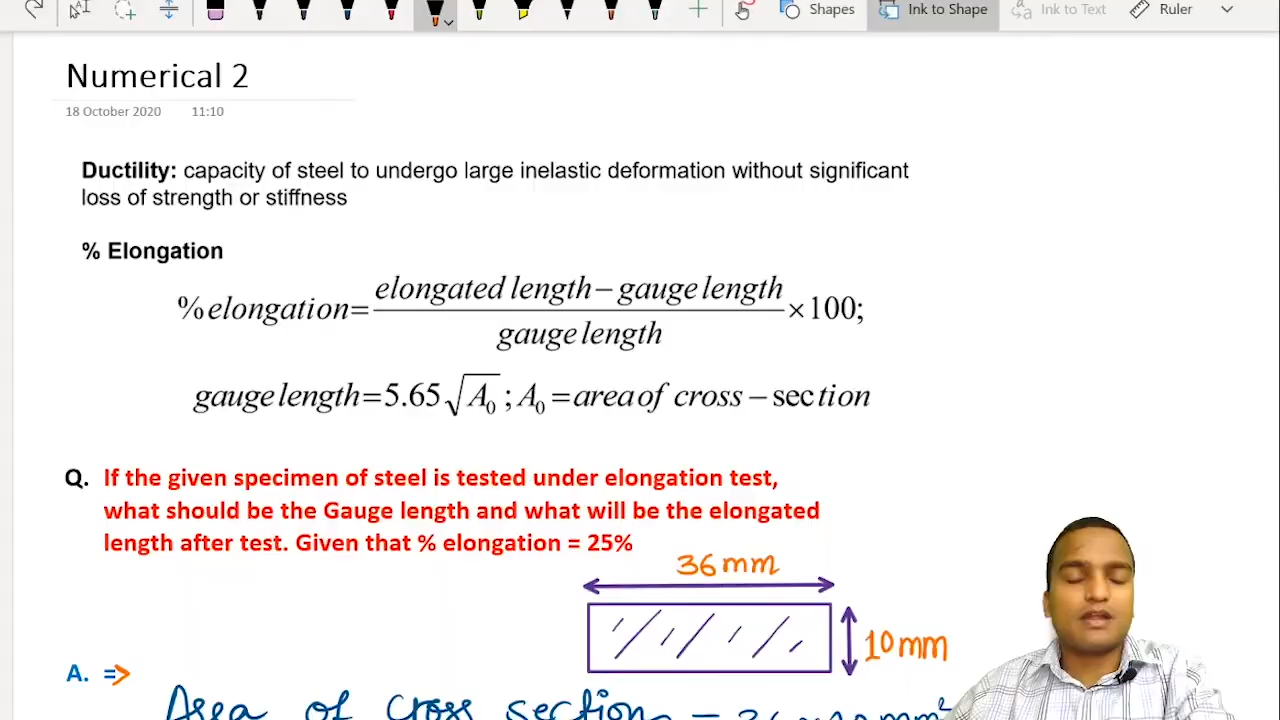 Shapes Ink to Shape Ink to Text Ruler
Numerical 2
18 October 2020 11:10
Ductility: capacity of steel to undergo large inelastic deformation without significant
loss of strength or stiffness
% Elongation
% elongation = (elongated length − gauge length) / gauge length × 100;
gauge length = 5.65 √A₀ ; A₀ = area of cross − section
Q. If the given specimen of steel is tested under elongation test,
what should be the Gauge length and what will be the elongated
length after test. Given that % elongation = 25%
36 mm
10 mm
A. ⇒
Area of cross section =